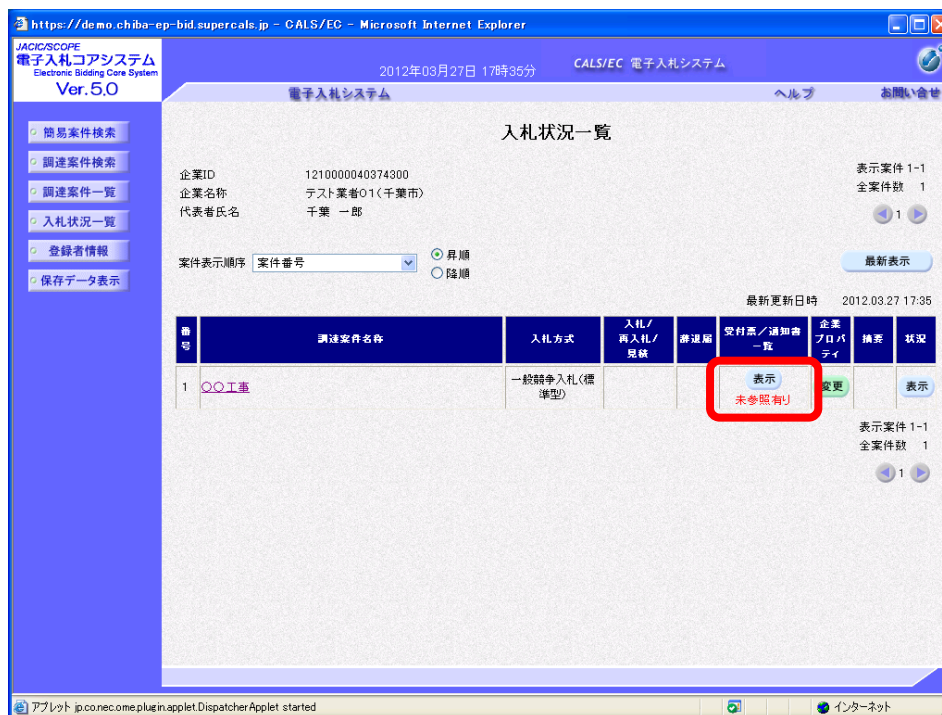 https://demo.chiba-ep-bid.supercals.jp - CALS/EC - Microsoft Internet Explorer
JACIC/SCOPE
電子入札コアシステム
Electronic Bidding Core System
Ver.5.0
2012年03月27日 17時35分
CALS/EC 電子入札システム
電子入札システム
ヘルプ
お問い合せ
簡易案件検索
調達案件検索
調達案件一覧
入札状況一覧
登録者情報
保存データ表示
入札状況一覧
企業ID 1210000040374300
企業名称 テスト業者01(千葉市)
代表者氏名 千葉 一郎
表示案件 1-1
全案件数 1
1
案件表示順序 案件番号
昇順
降順
最新表示
最新更新日時 2012.03.27 17:35
番号 調達案件名称 入札方式 入札/再入札/見積 辞退届 受付票/通知書一覧 企業プロパティ 摘要 状況
1 〇〇工事 一般競争入札(標準型) 表示 未参照有り 変更 表示
表示案件 1-1
全案件数 1
1
アプレット jp.co.nec.ome.plugin.applet.DispatcherApplet started
インターネット